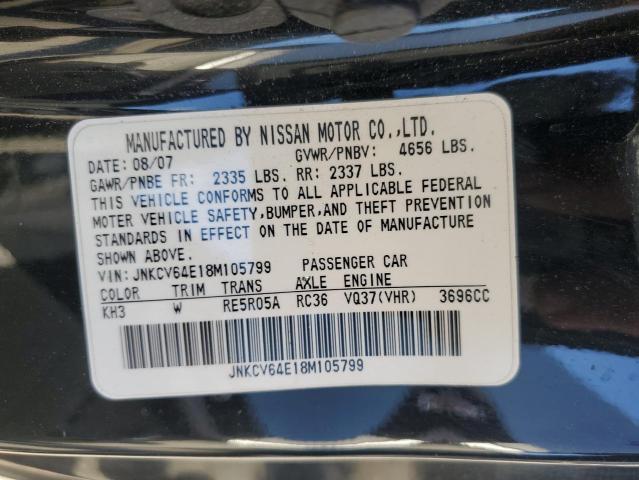 MANUFACTURED BY NISSAN MOTOR CO.,LTD.
DATE: 08/07 GVWR/PNBV: 4656 LBS.
GAWR/PNBE FR: 2335 LBS. RR: 2337 LBS.
THIS VEHICLE CONFORMS TO ALL APPLICABLE FEDERAL
MOTOR VEHICLE SAFETY,BUMPER,AND THEFT PREVENTION
STANDARDS IN EFFECT ON THE DATE OF MANUFACTURE
SHOWN ABOVE.
VIN: JNKCV64E18M105799 PASSENGER CAR
COLOR TRIM TRANS AXLE ENGINE
KH3 W RE5R05A RC36 VQ37(VHR) 3696CC
JNKCV64E18M105799